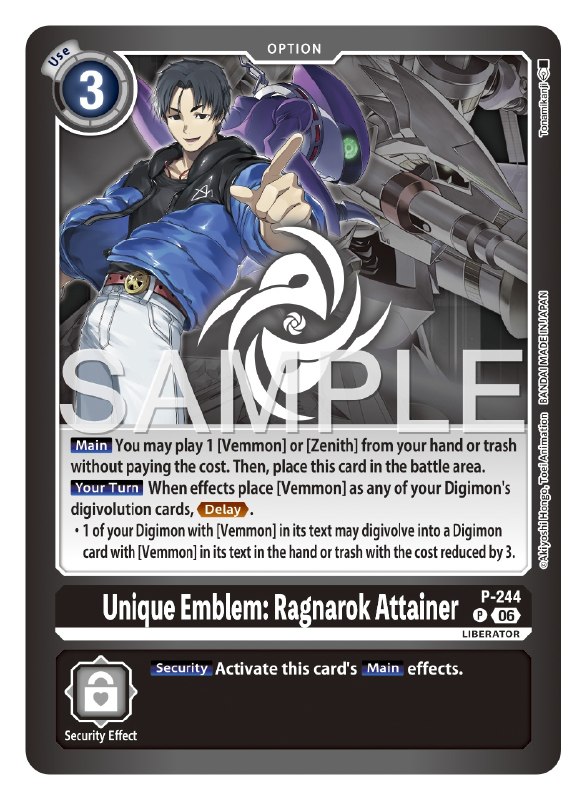 OPTION
Use
3
Tonamikanji
SAMPLE
Main You may play 1 [Vemmon] or [Zenith] from your hand or trash
without paying the cost. Then, place this card in the battle area.
Your Turn When effects place [Vemmon] as any of your Digimon's
digivolution cards, Delay.
・1 of your Digimon with [Vemmon] in its text may digivolve into a Digimon
card with [Vemmon] in its text in the hand or trash with the cost reduced by 3.
©Akiyoshi Hongo, Toei Animation BANDAI MADE IN JAPAN
Unique Emblem: Ragnarok Attainer
P-244
P 06
LIBERATOR
Security Activate this card's Main effects.
Security Effect